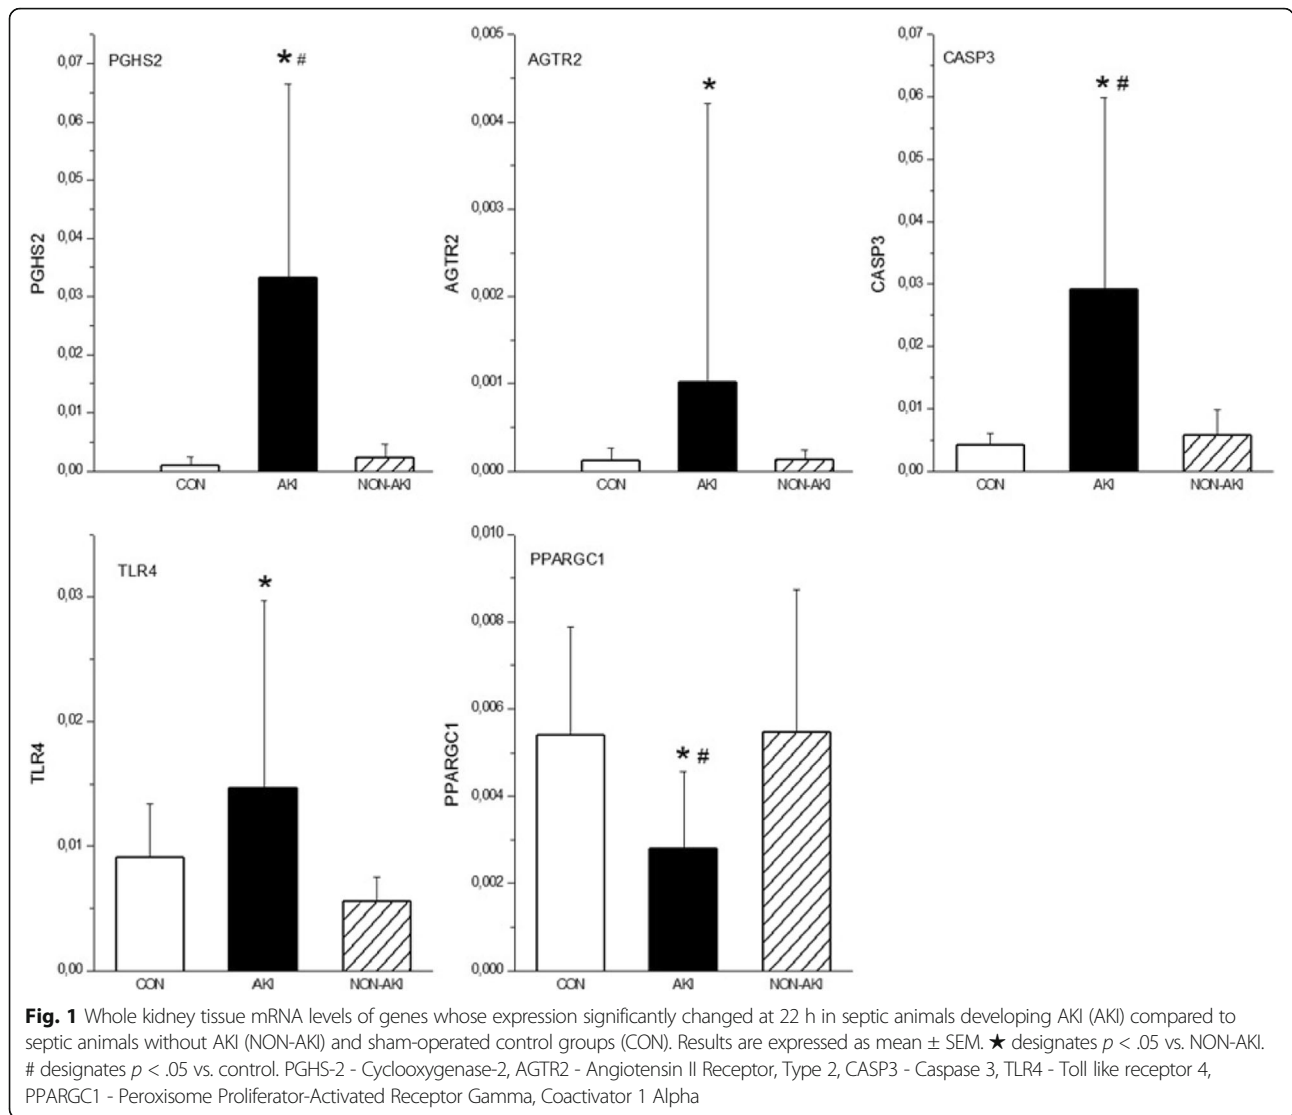 PGHS2
* #
0,07
0,06
0,05
0,04
0,03
0,02
0,01
0,00
PGHS2
CON AKI NON-AKI
AGTR2
*
0,005
0,004
0,003
0,002
0,001
0,000
AGTR2
CON AKI NON-AKI
CASP3
* #
0,07
0,06
0,05
0,04
0,03
0,02
0,01
0,00
CASP3
CON AKI NON-AKI
TLR4
*
0,03
0,02
0,01
0,00
TLR4
CON AKI NON-AKI
PPARGC1
* #
0,010
0,008
0,006
0,004
0,002
0,000
PPARGC1
CON AKI NON-AKI
Fig. 1 Whole kidney tissue mRNA levels of genes whose expression significantly changed at 22 h in septic animals developing AKI (AKI) compared to
septic animals without AKI (NON-AKI) and sham-operated control groups (CON). Results are expressed as mean ± SEM. ★ designates p < .05 vs. NON-AKI.
# designates p < .05 vs. control. PGHS-2 - Cyclooxygenase-2, AGTR2 - Angiotensin II Receptor, Type 2, CASP3 - Caspase 3, TLR4 - Toll like receptor 4,
PPARGC1 - Peroxisome Proliferator-Activated Receptor Gamma, Coactivator 1 Alpha